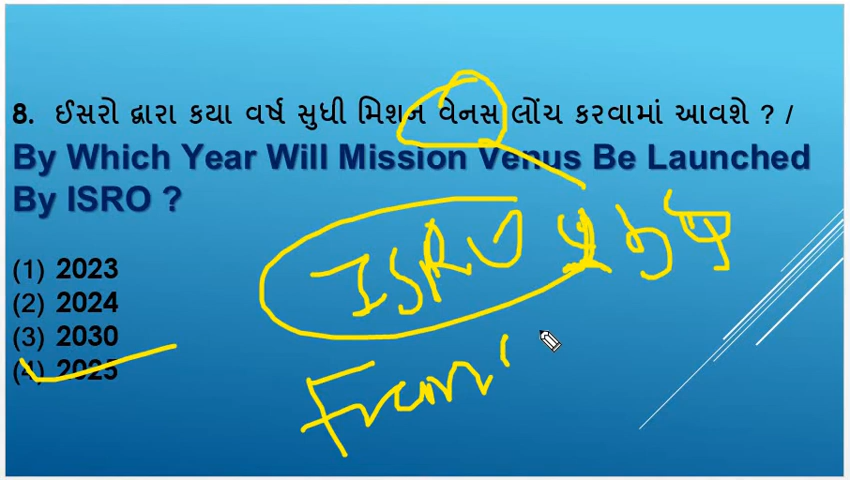 8. ઈસરો દ્વારા કયા વર્ષ સુધી મિશન વેનસ લોંચ કરવામાં આવશે ? /
By Which Year Will Mission Venus Be Launched
By ISRO ?
ISRO
(1) 2023
(2) 2024
(3) 2030
(4) 2025